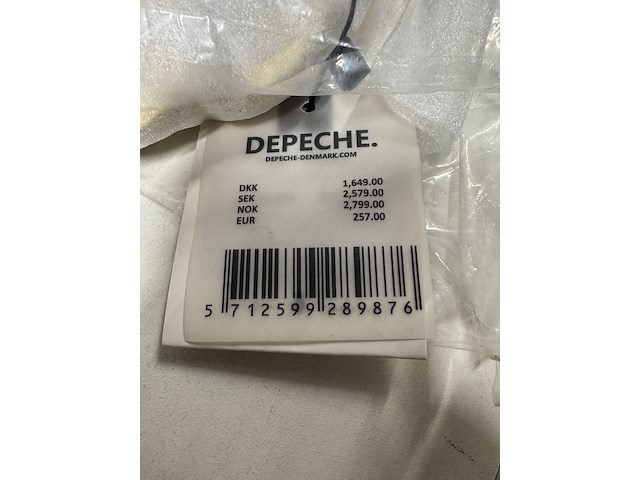 DEPECHE.
DEPECHE-DENMARK.COM
DKK 1,649.00
SEK 2,579.00
NOK 2,799.00
EUR 257.00
5 712599 289876